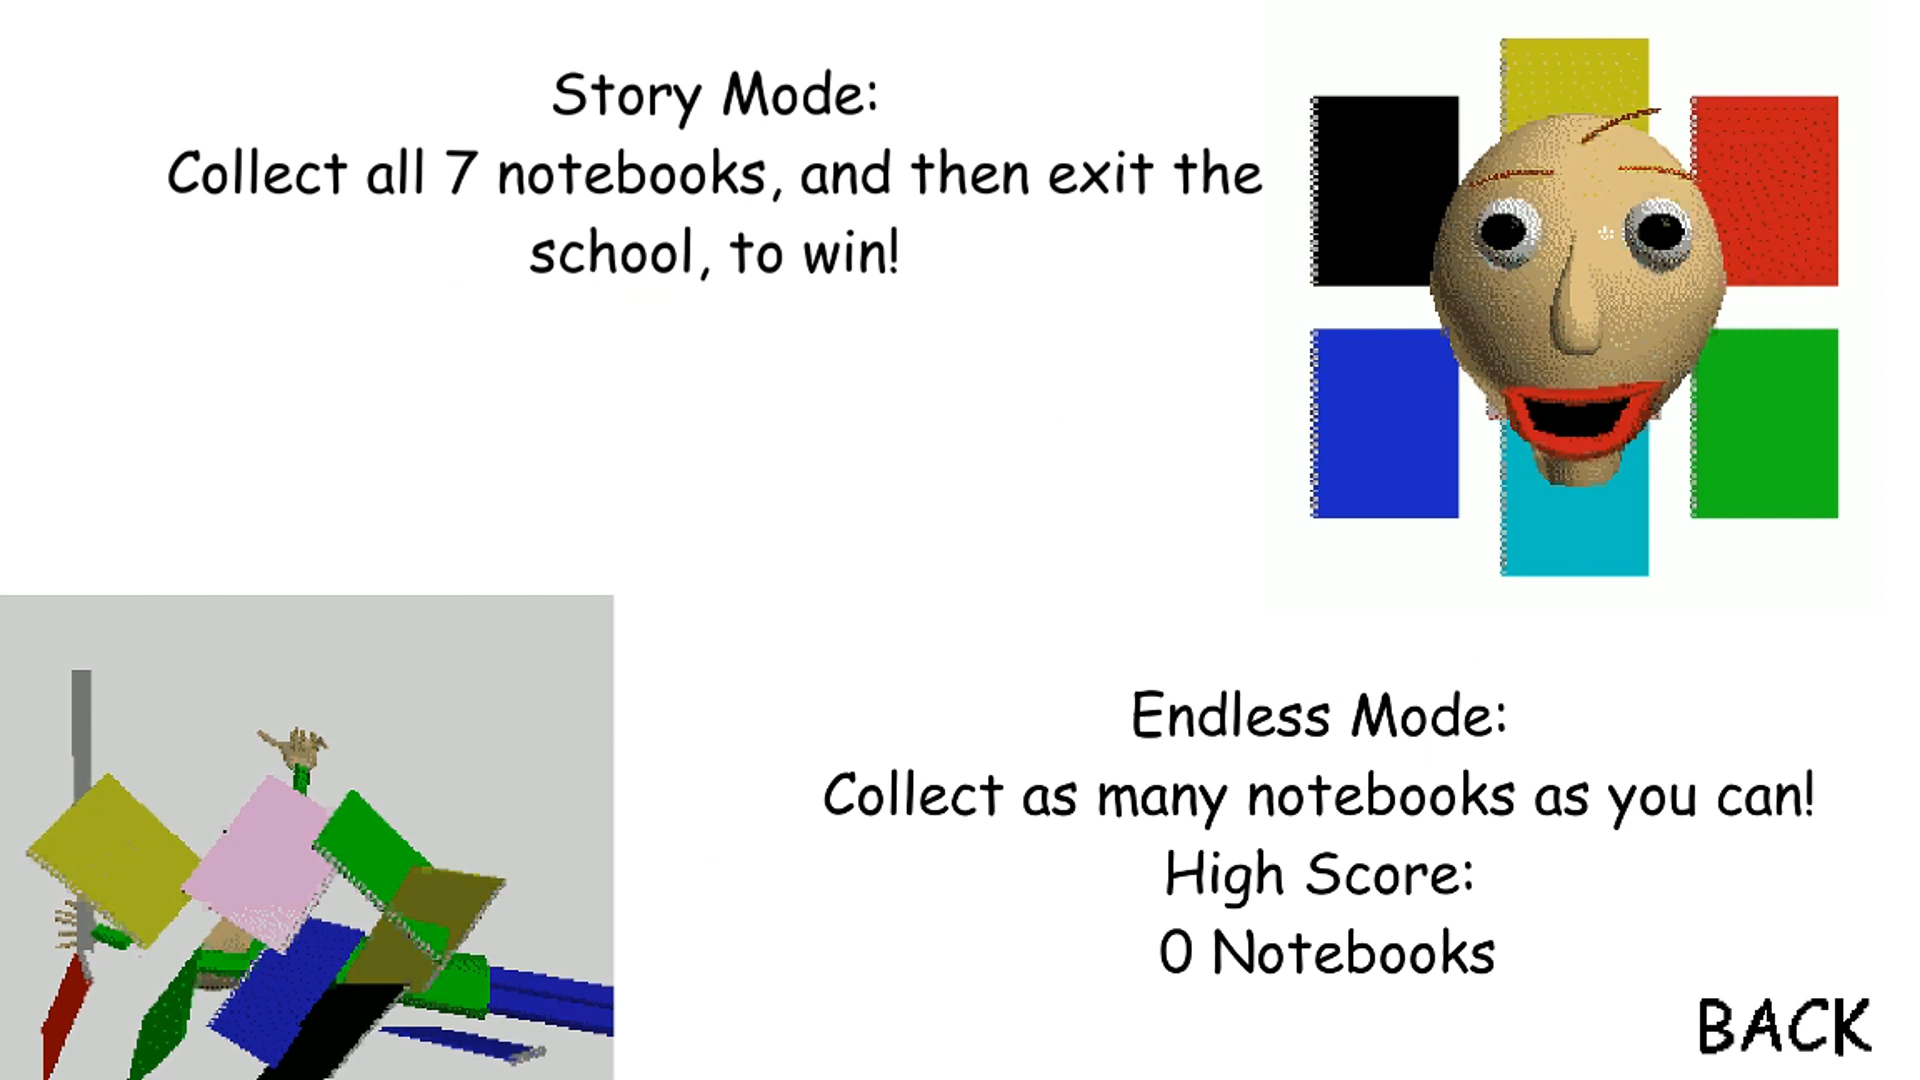 Story Mode:
Collect all 7 notebooks, and then exit the
school, to win!
Endless Mode:
Collect as many notebooks as you can!
High Score:
0 Notebooks
BACK